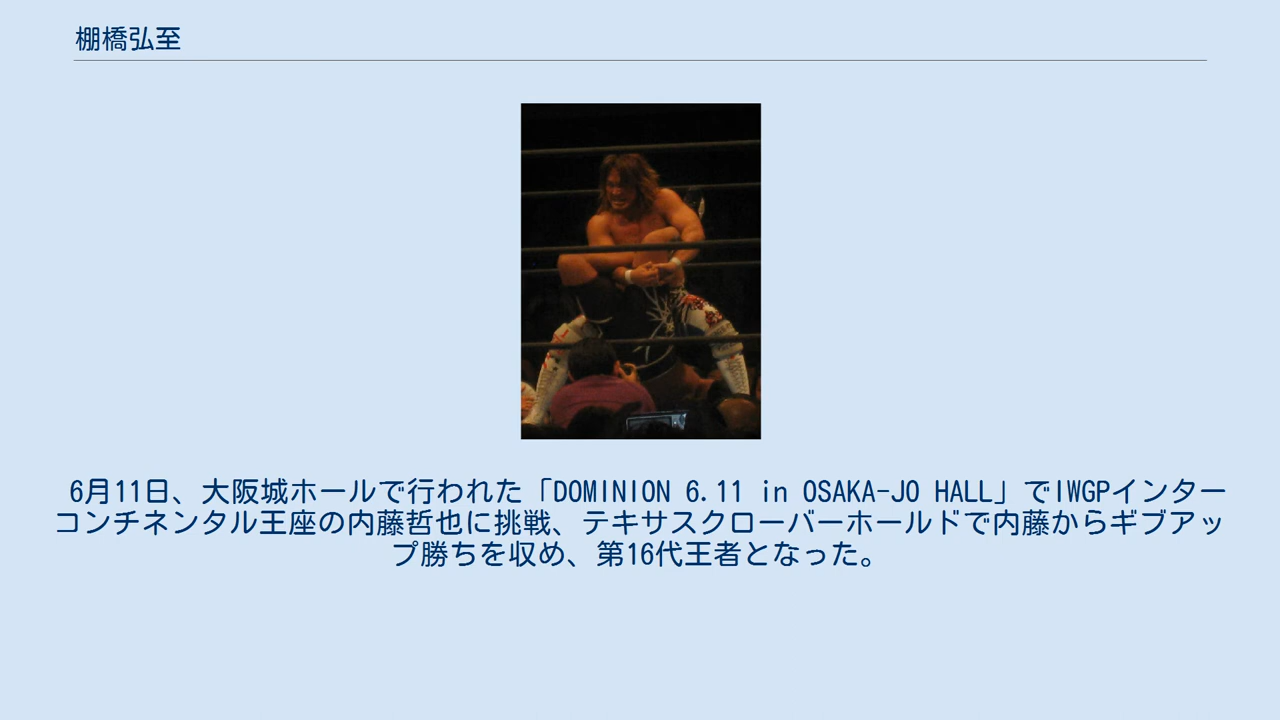 棚橋弘至
6月11日、大阪城ホールで行われた「DOMINION 6.11 in OSAKA-JO HALL」でIWGPインター
コンチネンタル王座の内藤哲也に挑戦、テキサスクローバーホールドで内藤からギブアッ
プ勝ちを収め、第16代王者となった。